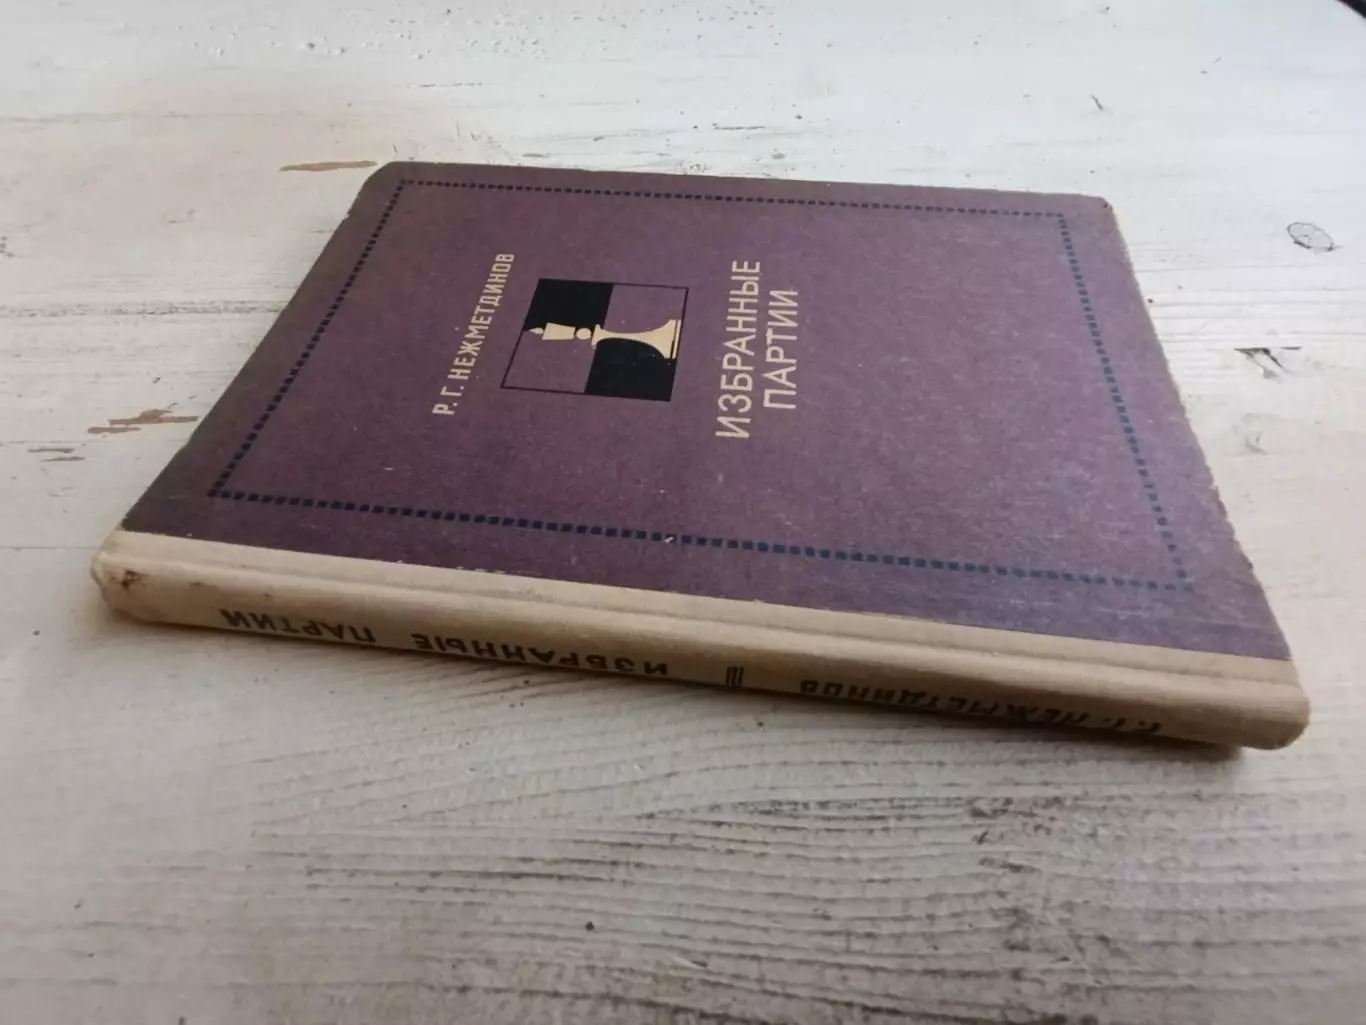 Р. Г. НЕЖМЕТДИНОВ
ИЗБРАННЫЕ
ПАРТИИ
Р. Г. НЕЖМЕТДИНОВ = ИЗБРАННЫЕ ПАРТИИ